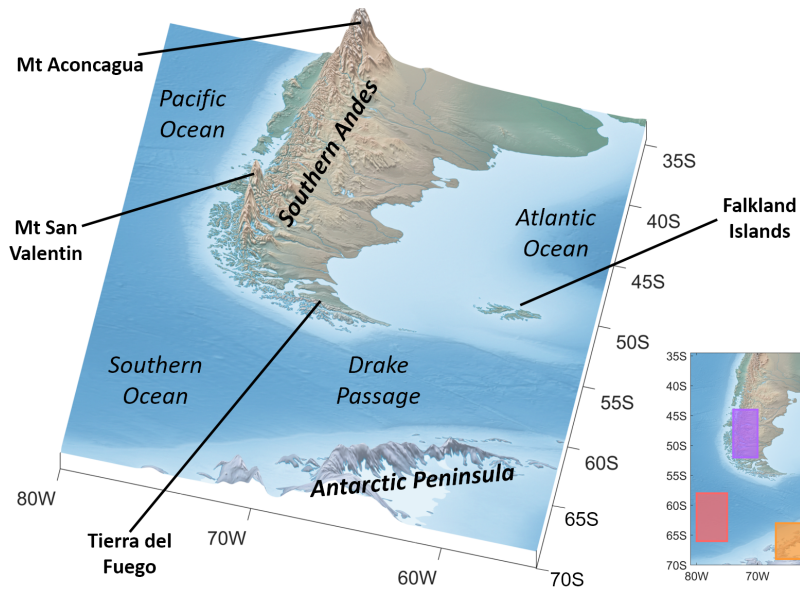 Mt Aconcagua
Pacific
Ocean
Southern Andes
Mt San
Valentin
Atlantic
Ocean
Falkland
Islands
Southern
Ocean
Drake
Passage
Antarctic Peninsula
Tierra del
Fuego
35S
40S
45S
50S
55S
60S
65S
70S
80W
70W
60W
35S
40S
45S
50S
55S
60S
65S
70S
80W
70W